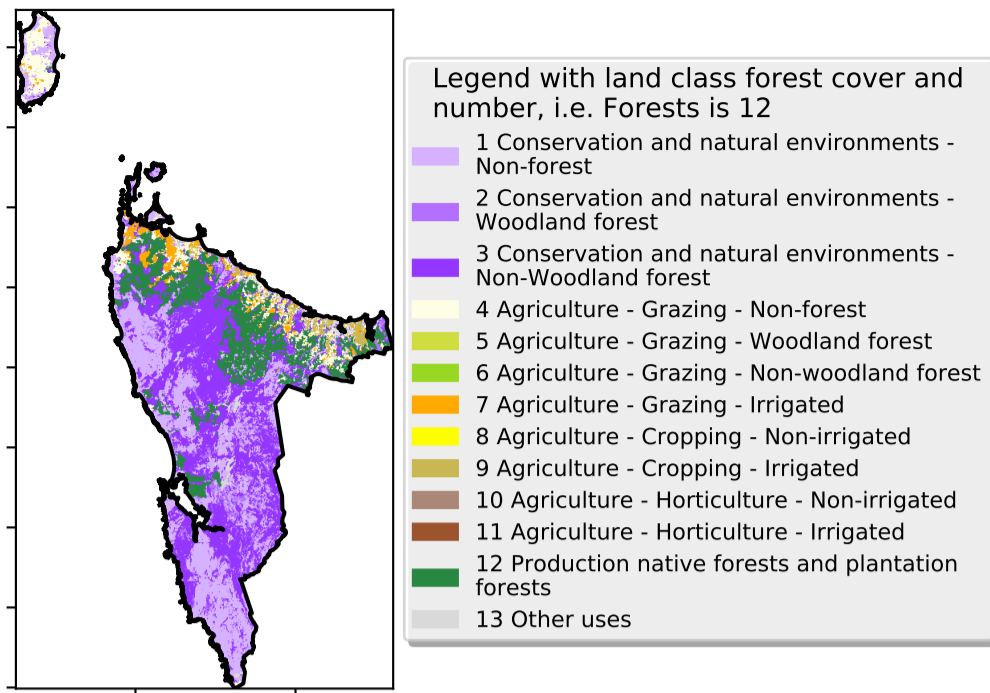 Legend with land class forest cover and
number, i.e. Forests is 12
1 Conservation and natural environments -
Non-forest
2 Conservation and natural environments -
Woodland forest
3 Conservation and natural environments -
Non-Woodland forest
4 Agriculture - Grazing - Non-forest
5 Agriculture - Grazing - Woodland forest
6 Agriculture - Grazing - Non-woodland forest
7 Agriculture - Grazing - Irrigated
8 Agriculture - Cropping - Non-irrigated
9 Agriculture - Cropping - Irrigated
10 Agriculture - Horticulture - Non-irrigated
11 Agriculture - Horticulture - Irrigated
12 Production native forests and plantation
forests
13 Other uses